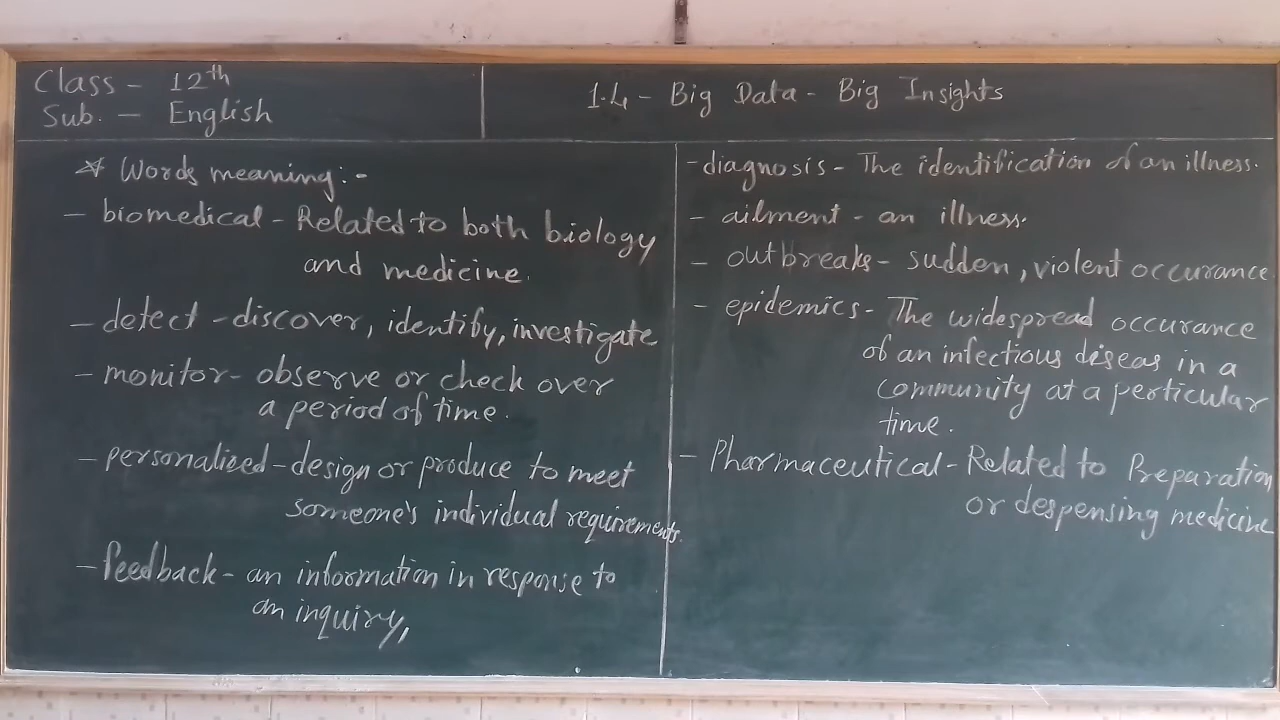 Class - 12th
Sub. - English
1.4 - Big Data - Big Insights
* Words meaning:-
- biomedical - Related to both biology
and medicine.
- detect - discover, identify, investigate
- monitor - observe or check over
a period of time.
- personalised - design or produce to meet
someone's individual requirements.
- feedback - an information in response to
an inquiry,
- diagnosis - The identification of an illness.
- ailment - an illness.
- outbreaks - sudden, violent occurance
- epidemics - The widespread occurance
of an infectious diseas in a
community at a perticular
time.
- Pharmaceutical - Related to Preparation
or despensing medicine